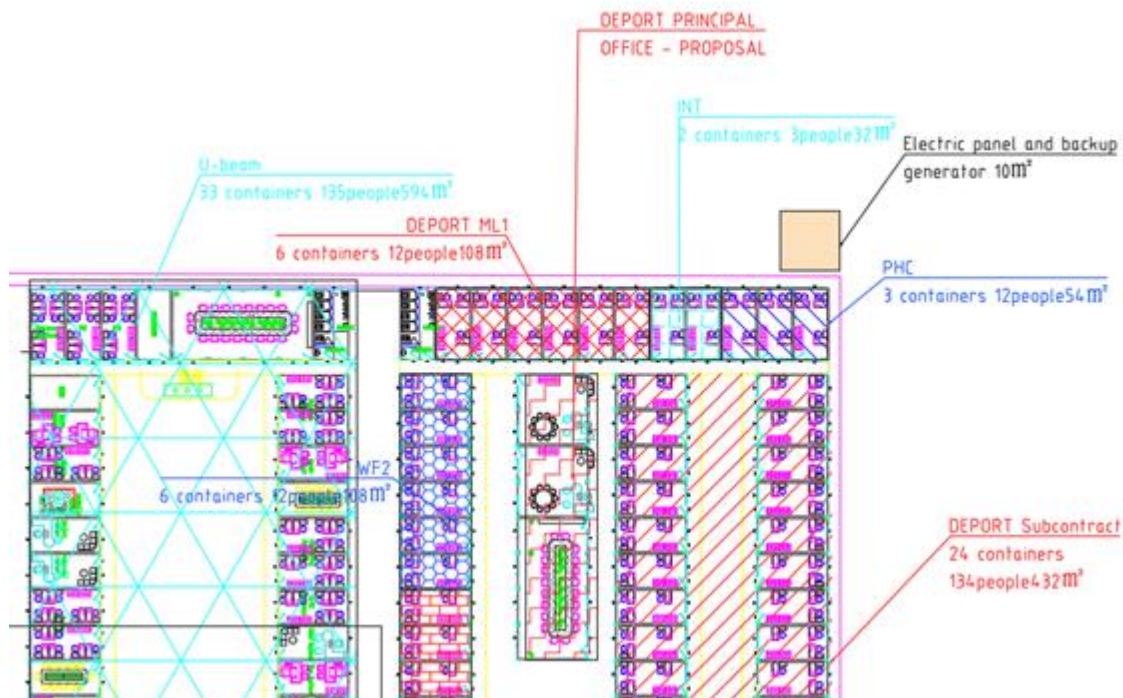 DEPORT PRINCIPAL
OFFICE - PROPOSAL
INT
2 containers 3people32m²
Electric panel and backup
generator 10m²
U-beam
33 containers 135people594m²
DEPORT ML1
6 containers 12people108m²
PHC
3 containers 12people54m²
WF2
6 containers 12people108m²
DEPORT Subcontract
24 containers
134people432m²